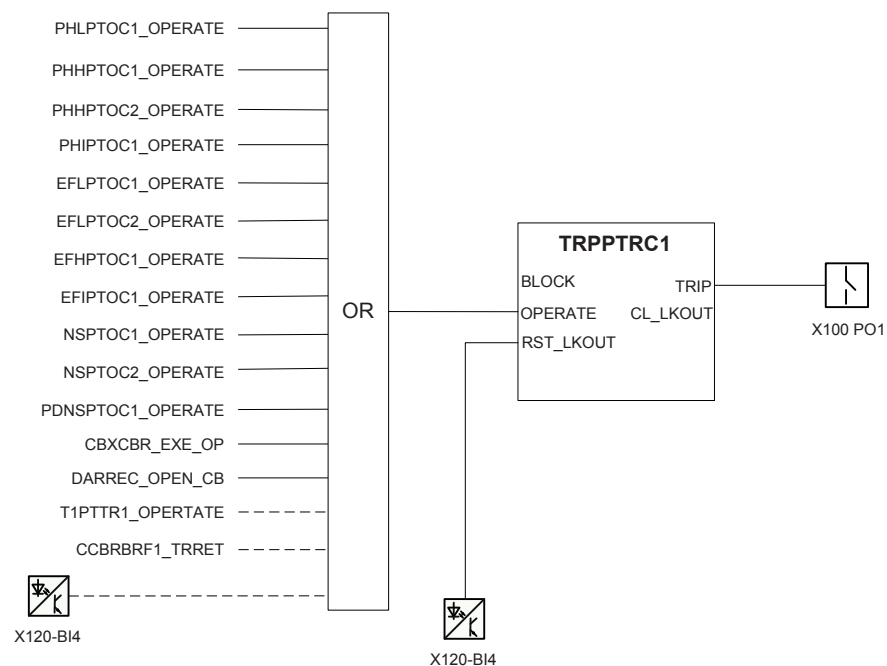 PHLPTOC1_OPERATE
PHHPTOC1_OPERATE
PHHPTOC2_OPERATE
PHIPTOC1_OPERATE
EFLPTOC1_OPERATE
EFLPTOC2_OPERATE
EFHPTOC1_OPERATE
EFIPTOC1_OPERATE
NSPTOC1_OPERATE
NSPTOC2_OPERATE
PDNSPTOC1_OPERATE
CBXCBR_EXE_OP
DARREC_OPEN_CB
T1PTTR1_OPERTATE
CCBRBRF1_TRRET
X120-BI4
OR
TRPPTRC1
BLOCK
OPERATE
RST_LKOUT
TRIP
CL_LKOUT
X100 PO1
X120-BI4